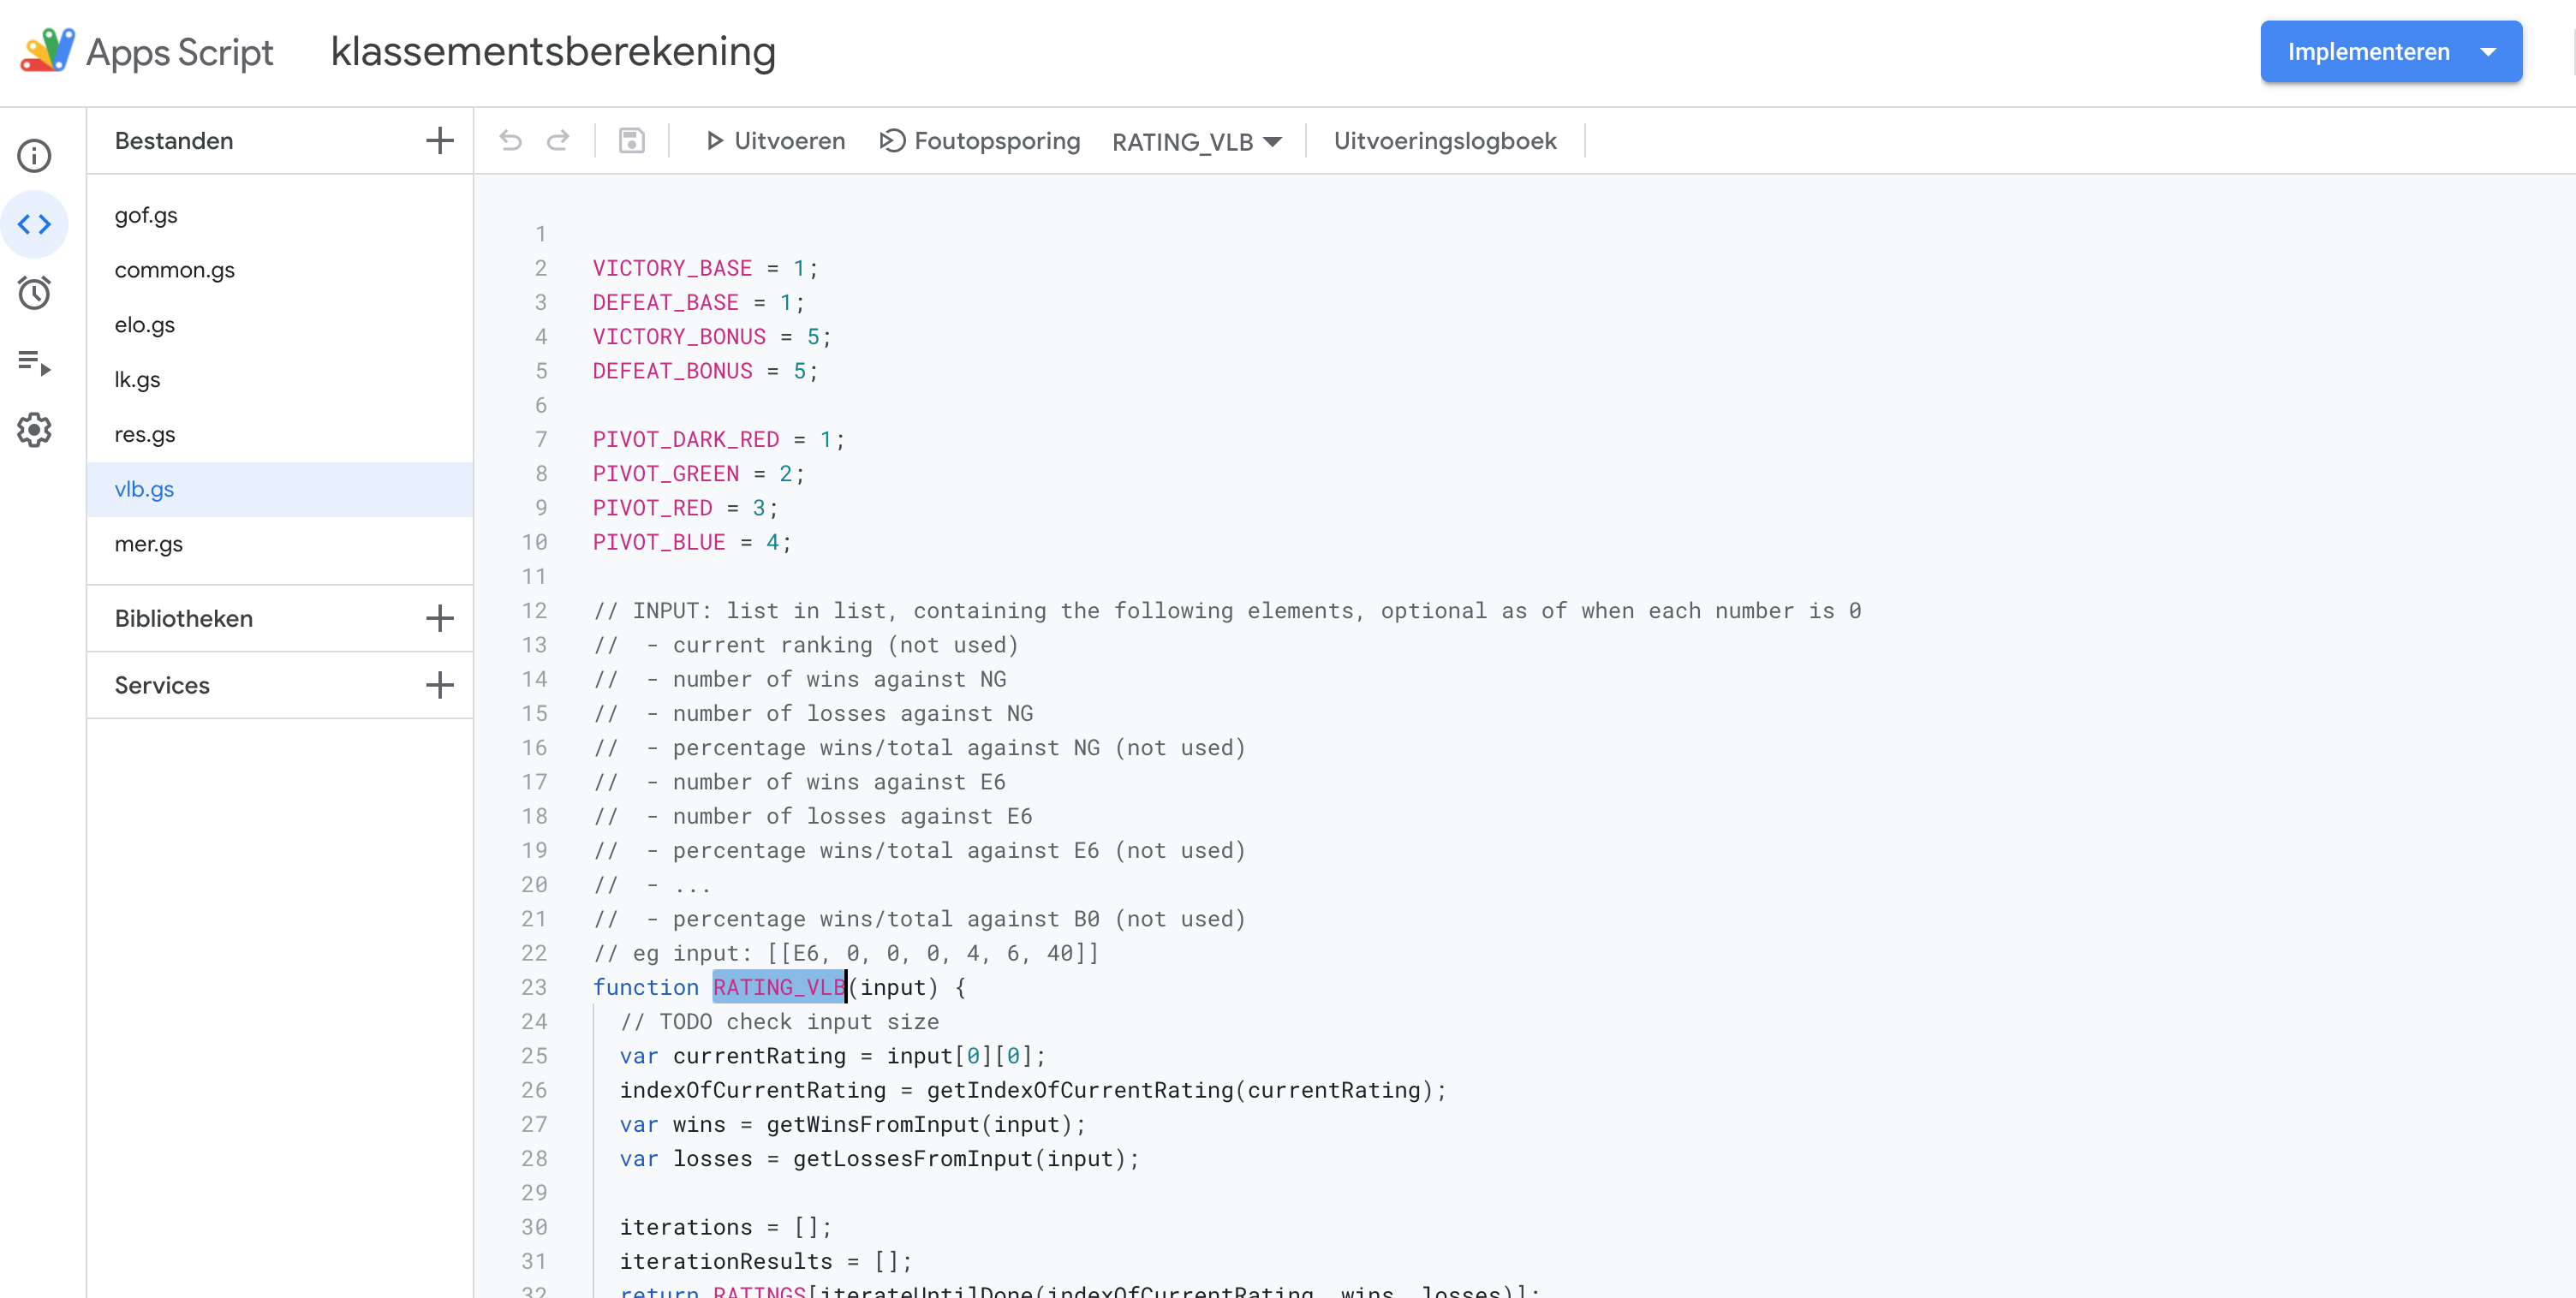 Apps Script klassementsberekening Implementeren
Bestanden
gof.gs
common.gs
elo.gs
lk.gs
res.gs
vlb.gs
mer.gs
Bibliotheken
Services
Uitvoeren Foutopsporing RATING_VLB Uitvoeringslogboek
1
2 VICTORY_BASE = 1;
3 DEFEAT_BASE = 1;
4 VICTORY_BONUS = 5;
5 DEFEAT_BONUS = 5;
6
7 PIVOT_DARK_RED = 1;
8 PIVOT_GREEN = 2;
9 PIVOT_RED = 3;
10 PIVOT_BLUE = 4;
11
12 // INPUT: list in list, containing the following elements, optional as of when each number is 0
13 //  - current ranking (not used)
14 //  - number of wins against NG
15 //  - number of losses against NG
16 //  - percentage wins/total against NG (not used)
17 //  - number of wins against E6
18 //  - number of losses against E6
19 //  - percentage wins/total against E6 (not used)
20 //  - ...
21 //  - percentage wins/total against B0 (not used)
22 // eg input: [[E6, 0, 0, 0, 4, 6, 40]]
23 function RATING_VLB(input) {
24   // TODO check input size
25   var currentRating = input[0][0];
26   indexOfCurrentRating = getIndexOfCurrentRating(currentRating);
27   var wins = getWinsFromInput(input);
28   var losses = getLossesFromInput(input);
29
30   iterations = [];
31   iterationResults = [];
32   return RATINGS[iterateUntilDone(indexOfCurrentRating, wins, losses)];